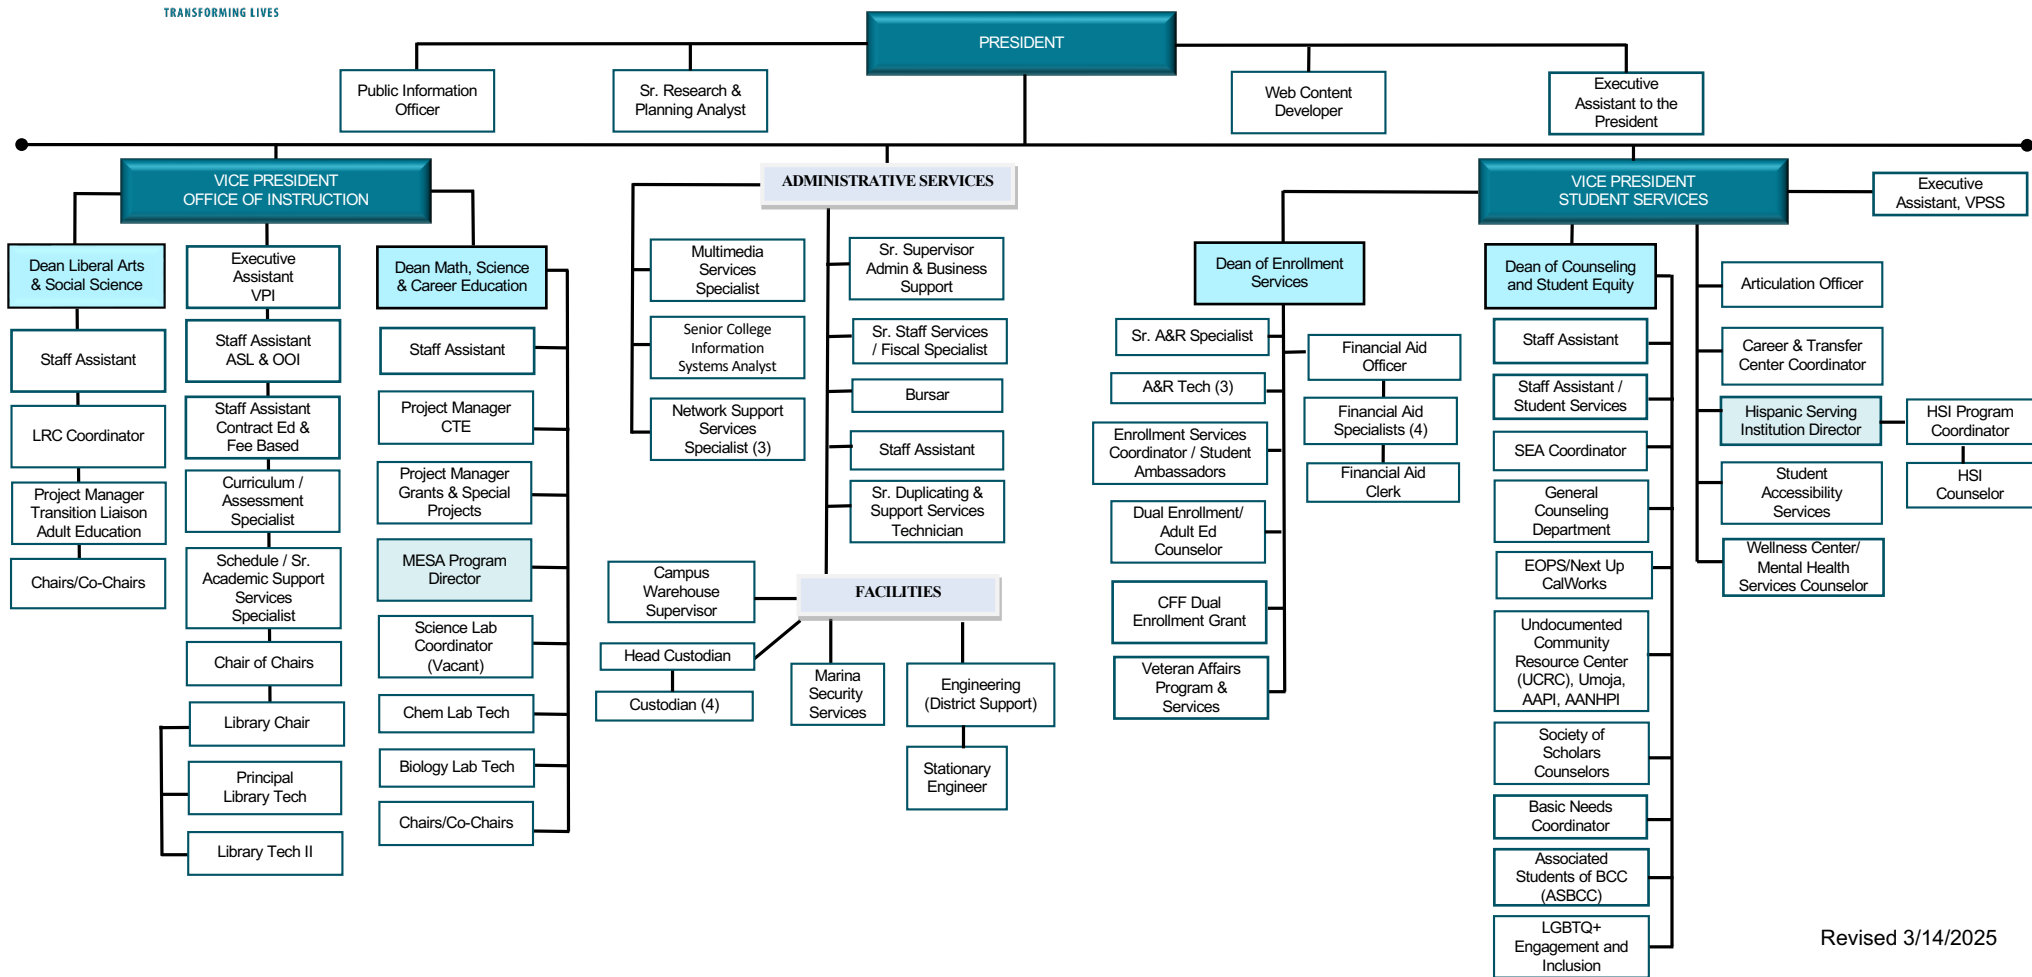 TRANSFORMING LIVES
PRESIDENT
Public Information
Officer
Sr. Research &
Planning Analyst
Web Content
Developer
Executive
Assistant to the
President
VICE PRESIDENT
OFFICE OF INSTRUCTION
ADMINISTRATIVE SERVICES
VICE PRESIDENT
STUDENT SERVICES
Executive
Assistant, VPSS
Dean Liberal Arts
& Social Science
Staff Assistant
LRC Coordinator
Project Manager
Transition Liaison
Adult Education
Chairs/Co-Chairs
Executive
Assistant
VPI
Staff Assistant
ASL & OOI
Staff Assistant
Contract Ed &
Fee Based
Curriculum /
Assessment
Specialist
Schedule / Sr.
Academic Support
Services
Specialist
Chair of Chairs
Library Chair
Principal
Library Tech
Library Tech II
Dean Math, Science
& Career Education
Staff Assistant
Project Manager
CTE
Project Manager
Grants & Special
Projects
MESA Program
Director
Science Lab
Coordinator
(Vacant)
Chem Lab Tech
Biology Lab Tech
Chairs/Co-Chairs
Multimedia
Services
Specialist
Senior College
Information
Systems Analyst
Network Support
Services
Specialist (3)
Sr. Supervisor
Admin & Business
Support
Sr. Staff Services
/ Fiscal Specialist
Bursar
Staff Assistant
Sr. Duplicating &
Support Services
Technician
FACILITIES
Campus
Warehouse
Supervisor
Head Custodian
Custodian (4)
Marina
Security
Services
Engineering
(District Support)
Stationary
Engineer
Dean of Enrollment
Services
Sr. A&R Specialist
A&R Tech (3)
Enrollment Services
Coordinator / Student
Ambassadors
Dual Enrollment/
Adult Ed
Counselor
CFF Dual
Enrollment Grant
Veteran Affairs
Program &
Services
Financial Aid
Officer
Financial Aid
Specialists (4)
Financial Aid
Clerk
Dean of Counseling
and Student Equity
Staff Assistant
Staff Assistant /
Student Services
SEA Coordinator
General
Counseling
Department
EOPS/Next Up
CalWorks
Undocumented
Community
Resource Center
(UCRC), Umoja,
AAPI, AANHPI
Society of
Scholars
Counselors
Basic Needs
Coordinator
Associated
Students of BCC
(ASBCC)
LGBTQ+
Engagement and
Inclusion
Articulation Officer
Career & Transfer
Center Coordinator
Hispanic Serving
Institution Director
Student
Accessibility
Services
Wellness Center/
Mental Health
Services Counselor
HSI Program
Coordinator
HSI
Counselor
Revised 3/14/2025